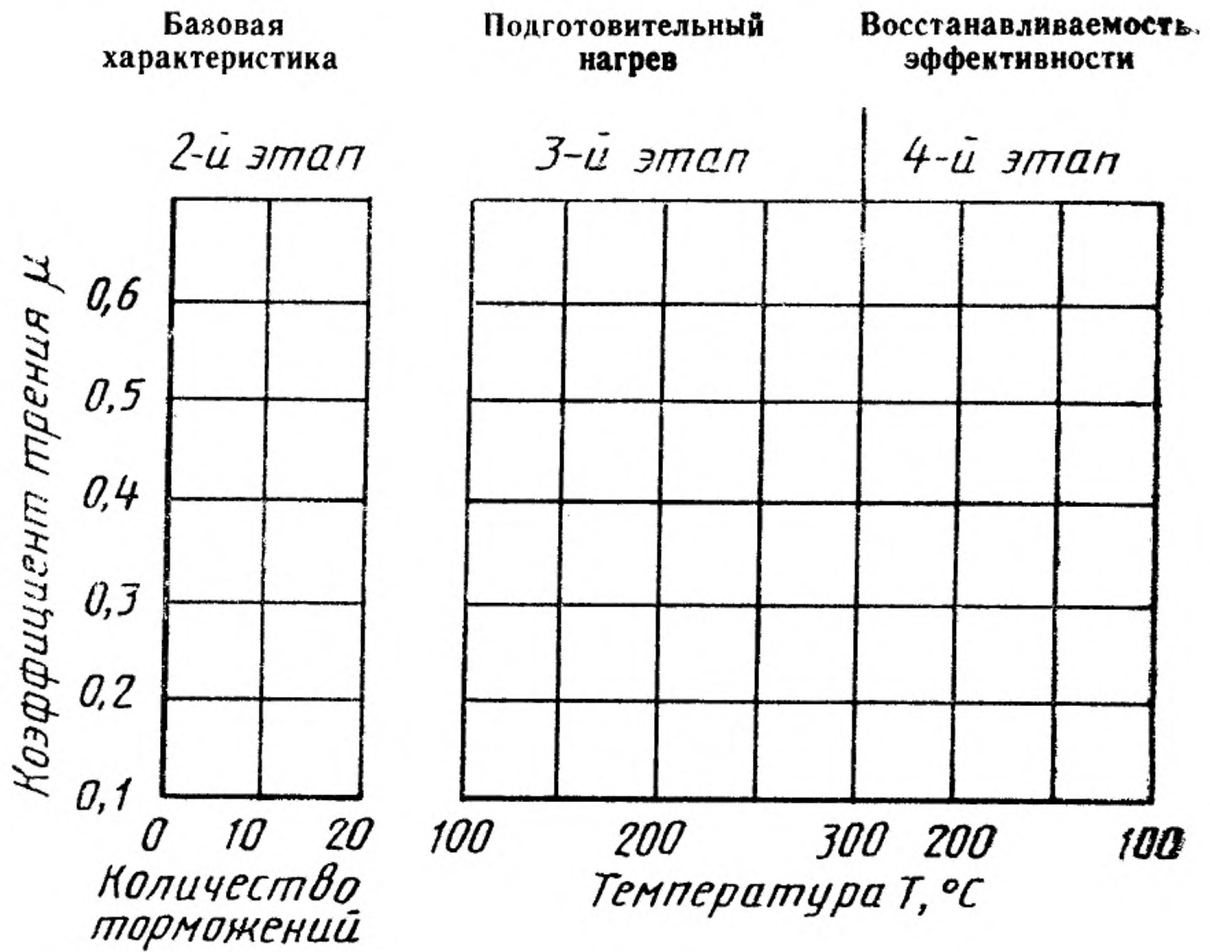 Базовая
характеристика
Подготовительный
нагрев
Восстанавливаемость
эффективности
2-й этап
3-й этап
4-й этап
Коэффициент трения μ
0,6
0,5
0,4
0,3
0,2
0,1
0 10 20
Количество
торможений
100 200 300 200 100
Температура Т, °С